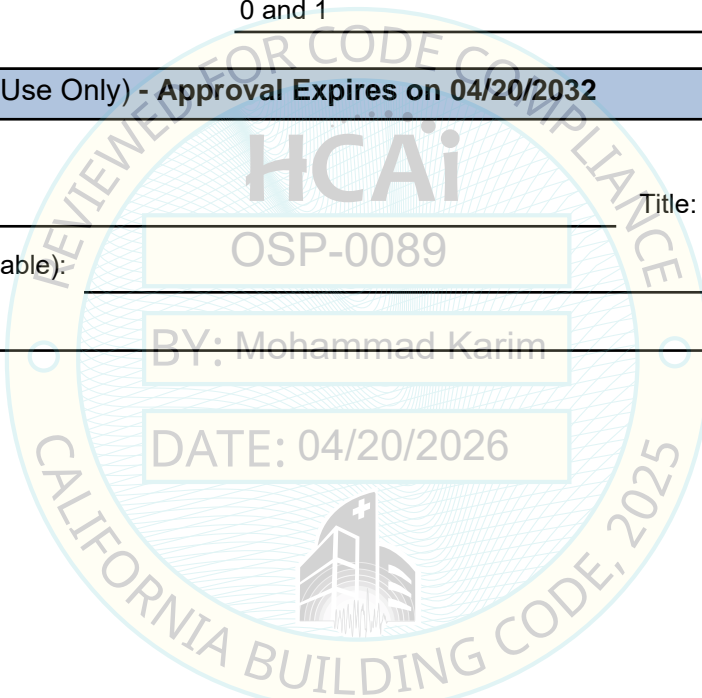 0 and 1
REVIEWED FOR CODE COMPLIANCE
Use Only) - Approval Expires on 04/20/2032
HCAi
Title:
OSP-0089
able):
BY: Mohammad Karim
DATE: 04/20/2026
CALIFORNIA BUILDING CODE, 2025